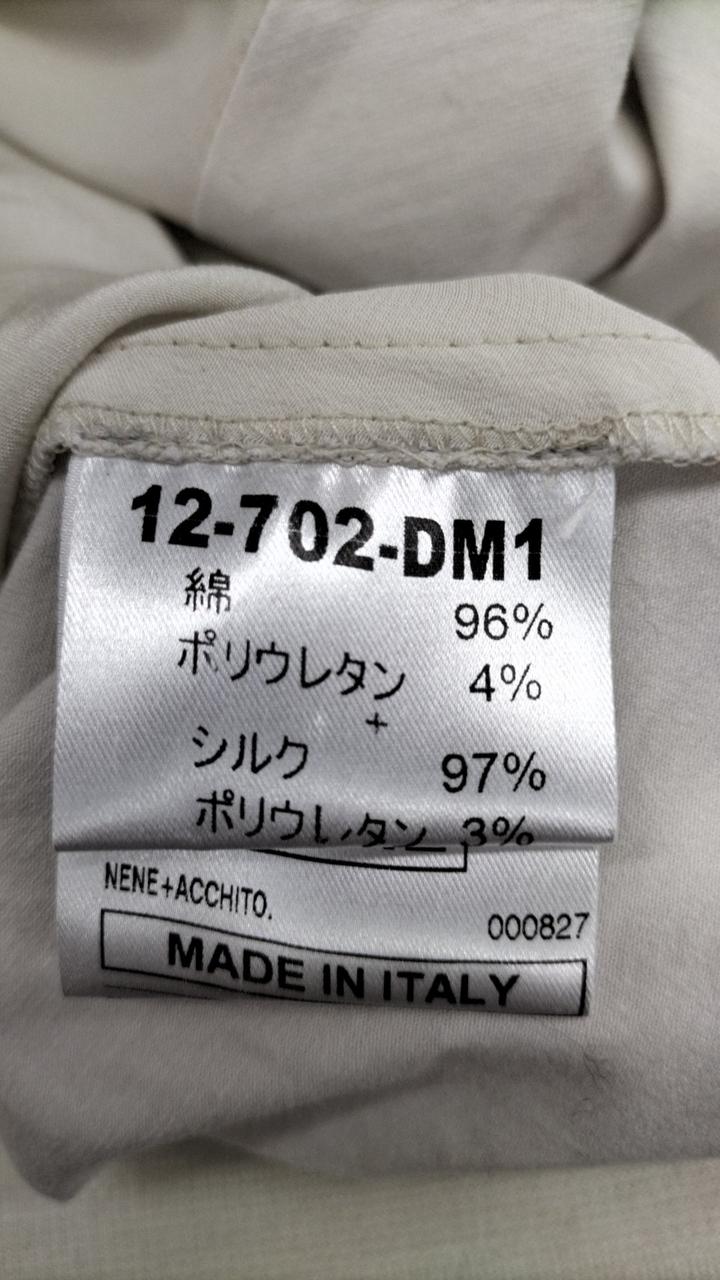 12-702-DM1
綿 96%
ポリウレタン 4%
+
シルク 97%
ポリウレタン 3%
NENE+ACCHITO.
000827
MADE IN ITALY